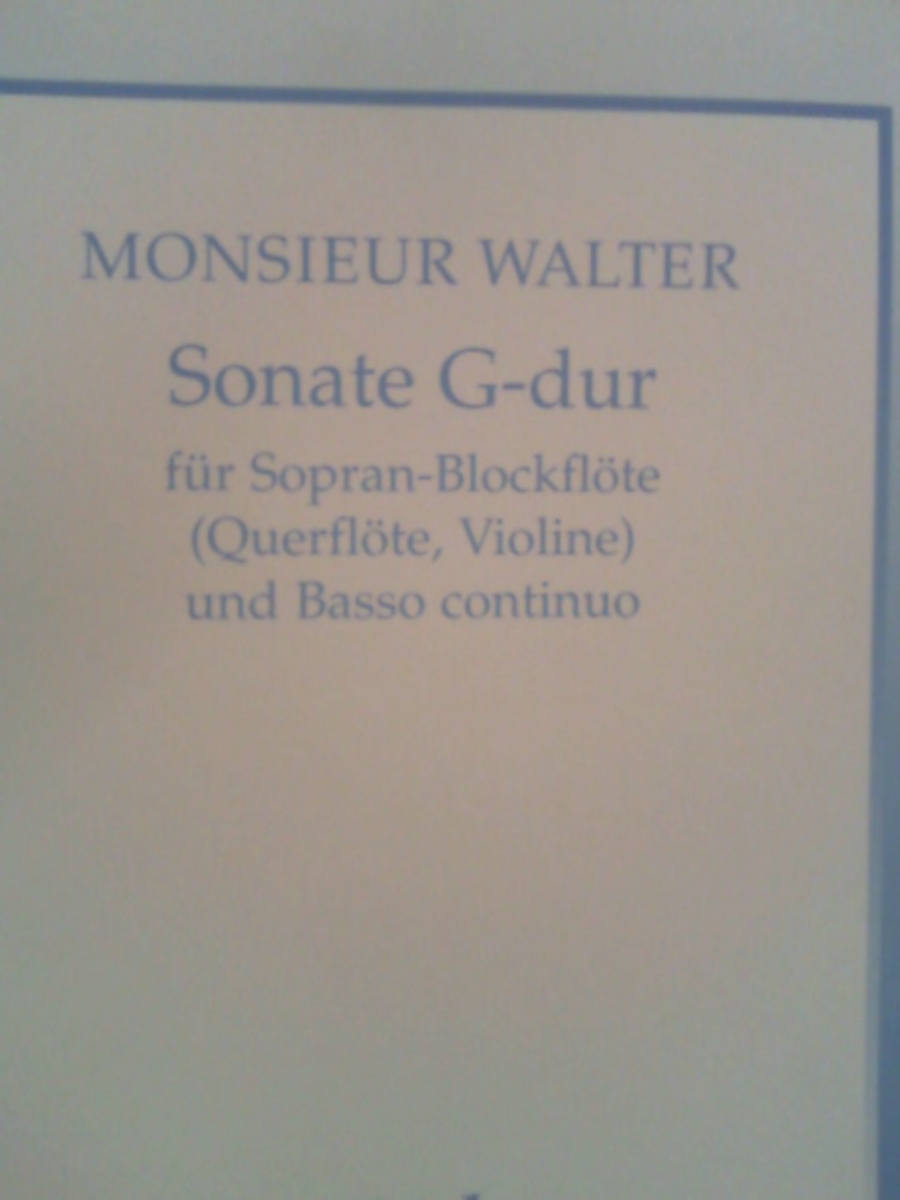 MONSIEUR WALTER
Sonate G-dur
für Sopran-Blockflöte
(Querflöte, Violine)
und Basso continuo